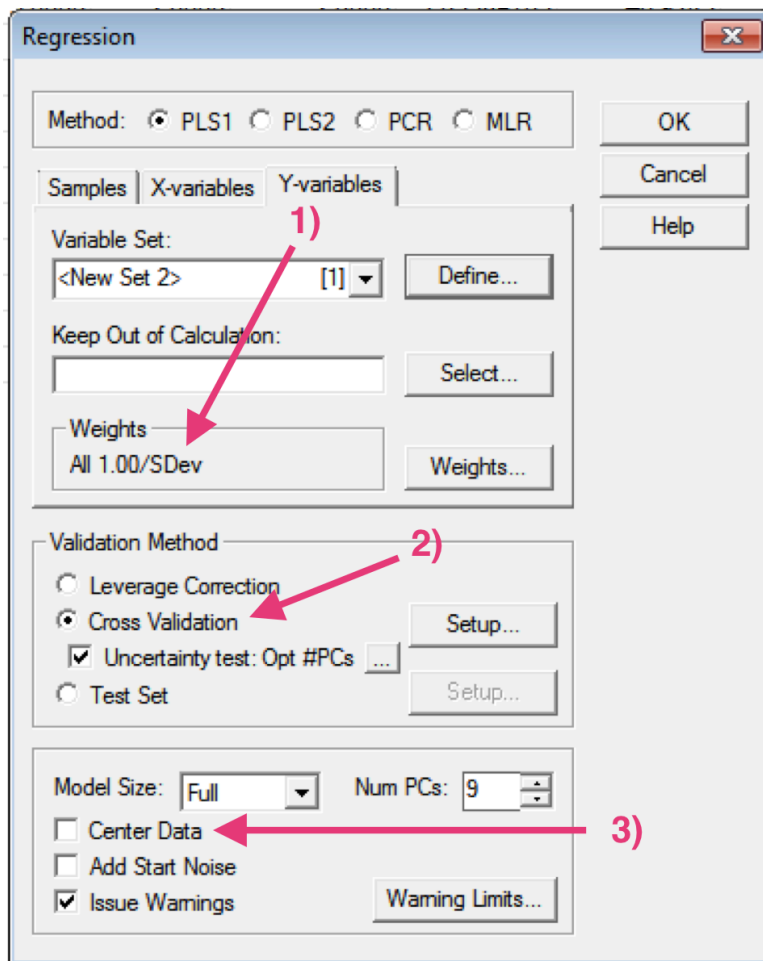 Regression
Method: PLS1 PLS2 PCR MLR
OK
Cancel
Help
Samples X-variables Y-variables
1)
Variable Set:
<New Set 2> [1] Define...
Keep Out of Calculation:
Select...
Weights
All 1.00/SDev Weights...
Validation Method
2)
Leverage Correction
Cross Validation Setup...
Uncertainty test: Opt #PCs ...
Test Set Setup...
Model Size: Full Num PCs: 9
Center Data 3)
Add Start Noise
Issue Warnings Warning Limits...